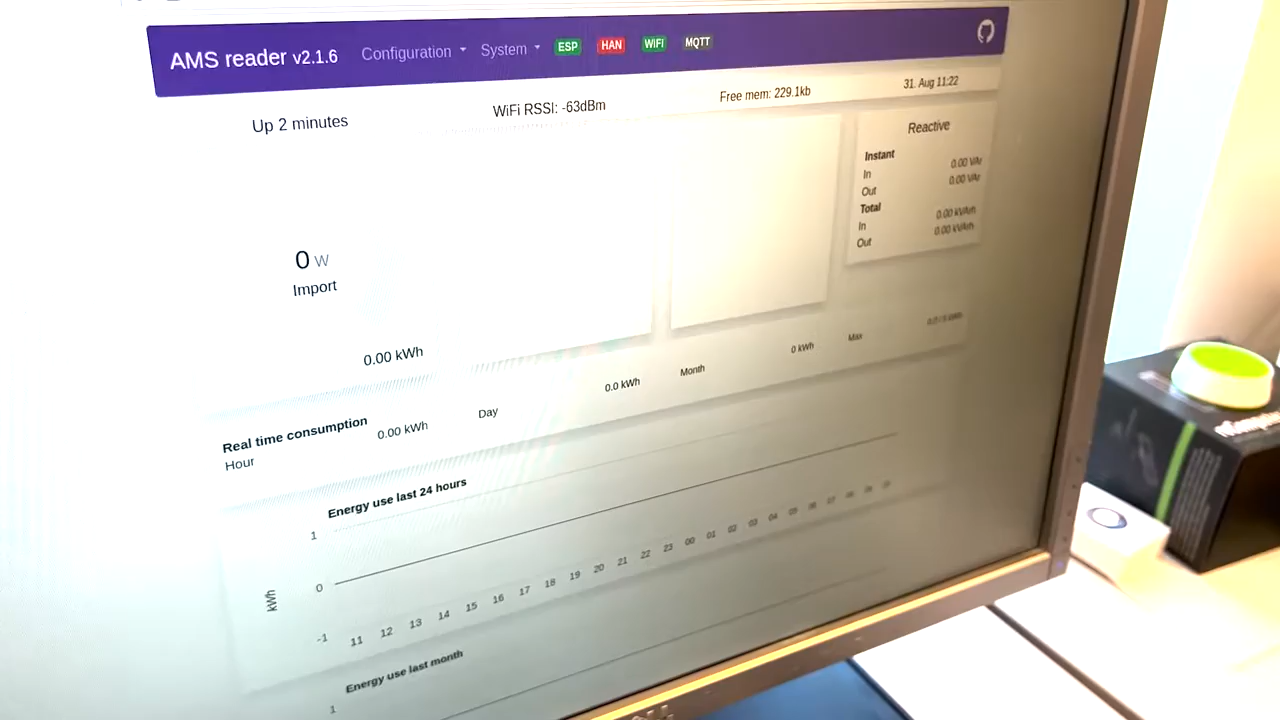 AMS reader v2.1.6 Configuration System ESP HAN WiFi MQTT
Up 2 minutes WiFi RSSI: -63dBm Free mem: 229.1kb 31. Aug 11:22
0 W
Import
0.00 kWh
Reactive
Instant
In 0.00 VAr
Out 0.00 VAr
Total
In 0.00 kVArh
Out 0.00 kVArh
Real time consumption
Hour 0.00 kWh Day 0.0 kWh Month 0 kWh Max
Energy use last 24 hours
kWh
1
0
-1
11 12 13 14 15 16 17 18 19 20 21 22 23 00 01 02 03 04 05 06 07 08 09
Energy use last month
1